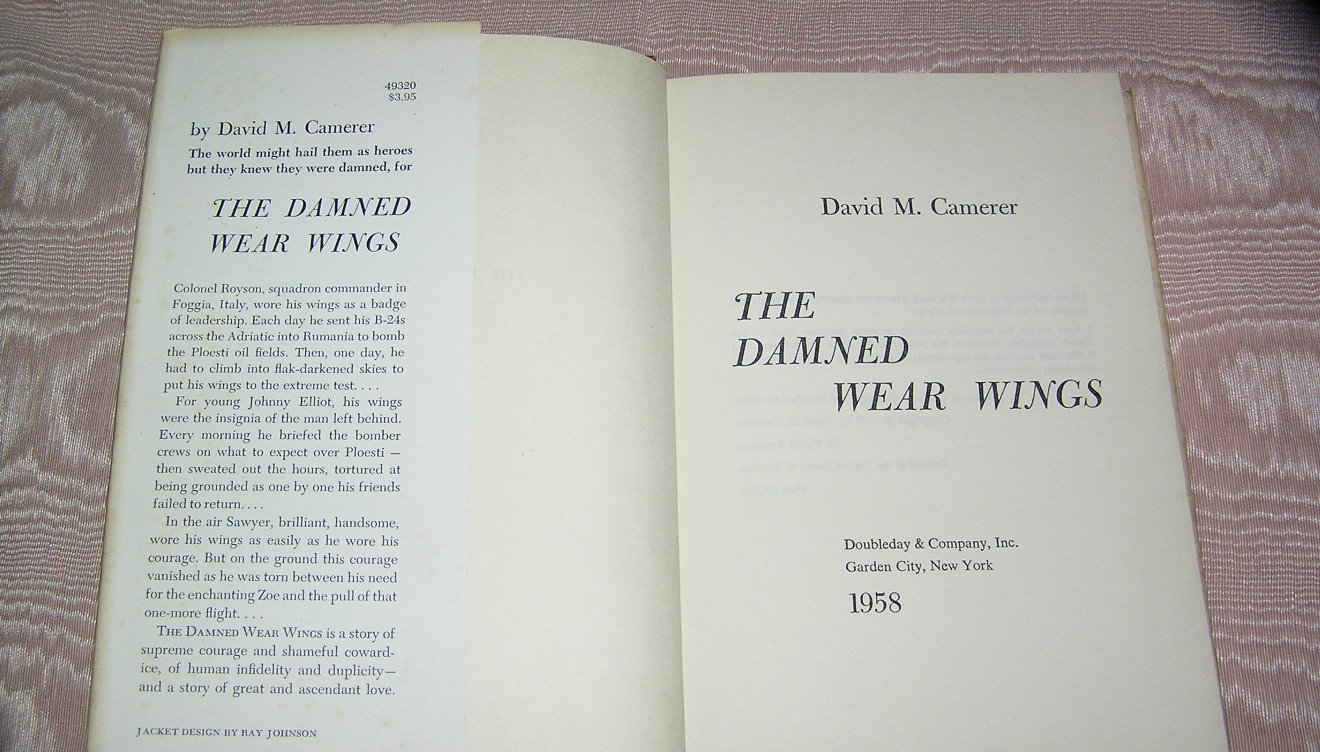 49320
$3.95
by David M. Camerer
The world might hail them as heroes
but they knew they were damned, for
THE DAMNED
WEAR WINGS
Colonel Royson, squadron commander in
Foggia, Italy, wore his wings as a badge
of leadership. Each day he sent his B-24s
across the Adriatic into Rumania to bomb
the Ploesti oil fields. Then, one day, he
had to climb into flak-darkened skies to
put his wings to the extreme test. . . .
For young Johnny Elliot, his wings
were the insignia of the man left behind.
Every morning he briefed the bomber
crews on what to expect over Ploesti —
then sweated out the hours, tortured at
being grounded as one by one his friends
failed to return. . . .
In the air Sawyer, brilliant, handsome,
wore his wings as easily as he wore his
courage. But on the ground this courage
vanished as he was torn between his need
for the enchanting Zoe and the pull of that
one-more flight. . . .
THE DAMNED WEAR WINGS is a story of
supreme courage and shameful coward-
ice, of human infidelity and duplicity—
and a story of great and ascendant love.
JACKET DESIGN BY RAY JOHNSON
David M. Camerer
THE
DAMNED
WEAR WINGS
Doubleday & Company, Inc.
Garden City, New York
1958